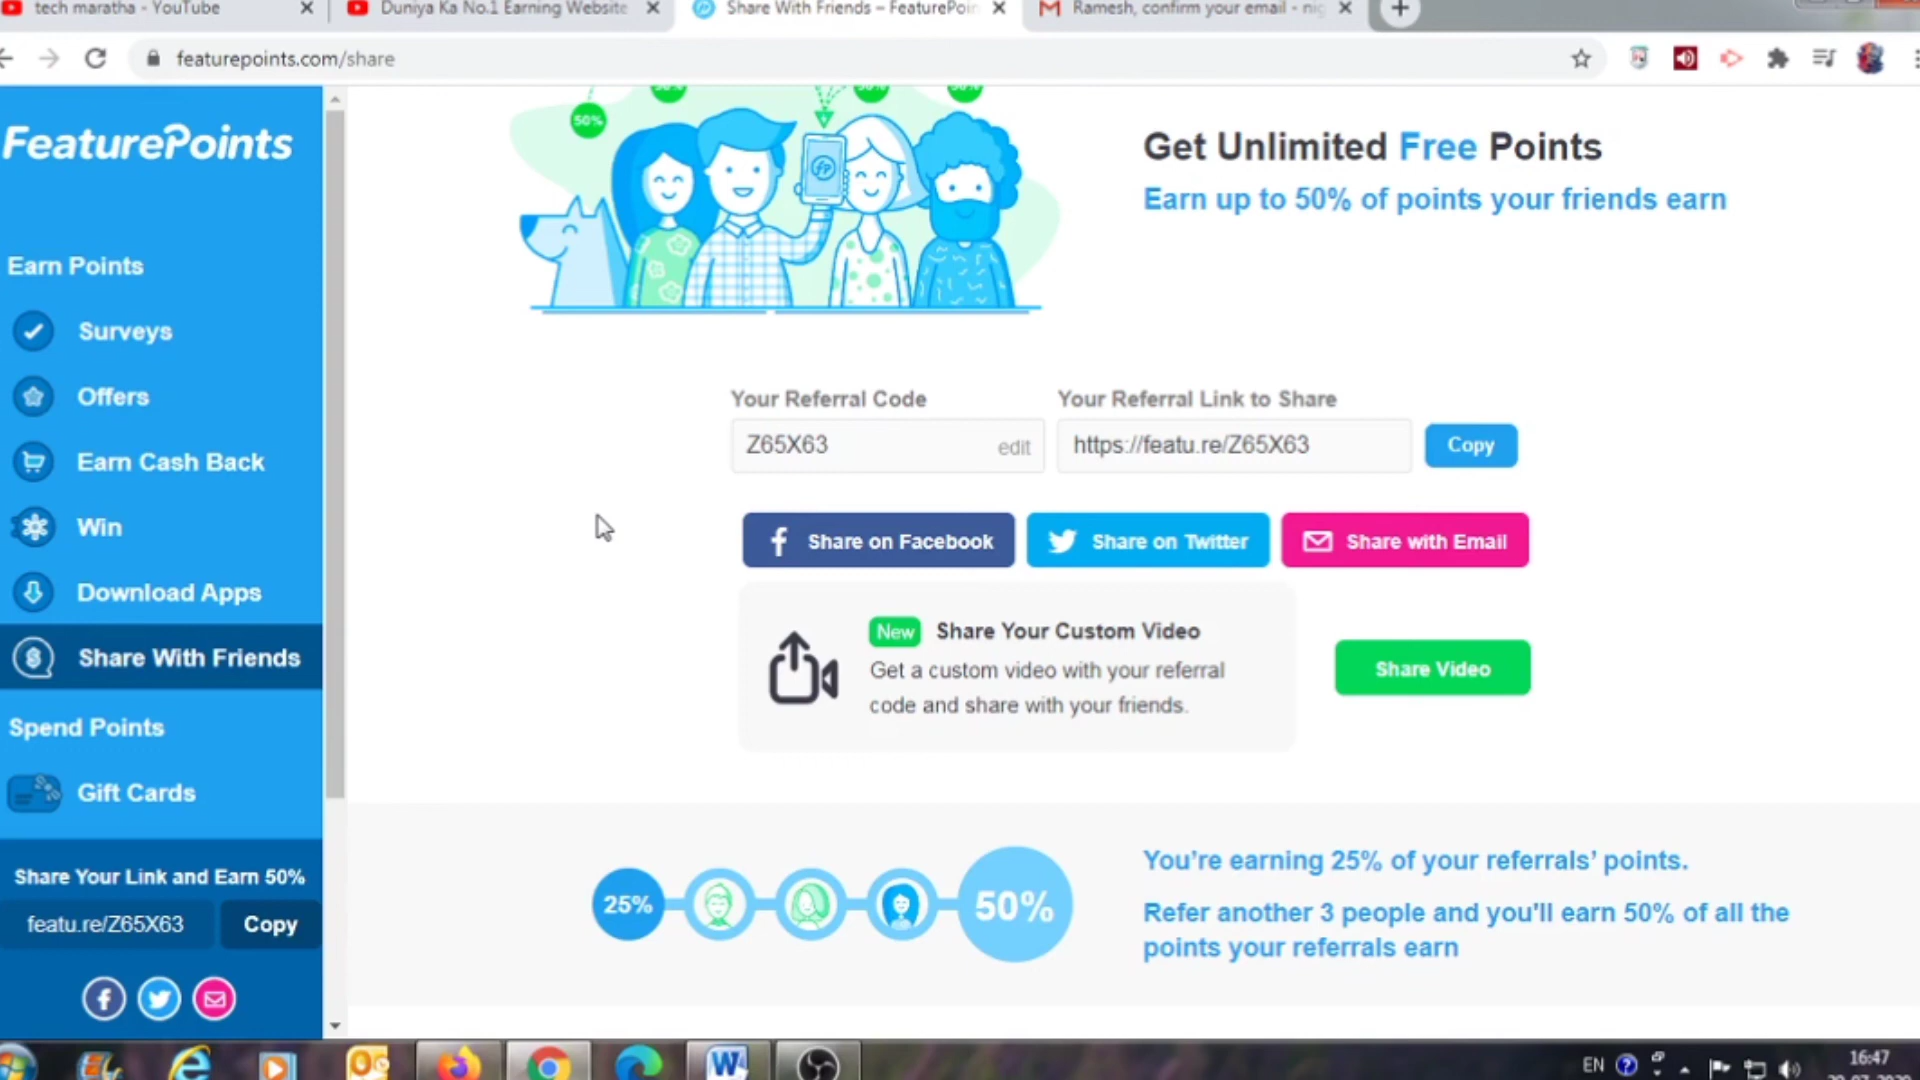 tech maratha - YouTube
Duniya Ka No.1 Earning Website
Share With Friends – FeaturePoin
Ramesh, confirm your email - nig
featurepoints.com/share
FeaturePoints
Earn Points
Surveys
Offers
Earn Cash Back
Win
Download Apps
Share With Friends
Spend Points
Gift Cards
Share Your Link and Earn 50%
featu.re/Z65X63
Copy
50%
Get Unlimited Free Points
Earn up to 50% of points your friends earn
Your Referral Code
Your Referral Link to Share
Z65X63
edit
https://featu.re/Z65X63
Copy
Share on Facebook
Share on Twitter
Share with Email
New Share Your Custom Video
Get a custom video with your referral
code and share with your friends.
Share Video
25%
50%
You’re earning 25% of your referrals’ points.
Refer another 3 people and you'll earn 50% of all the
points your referrals earn
EN
16:47